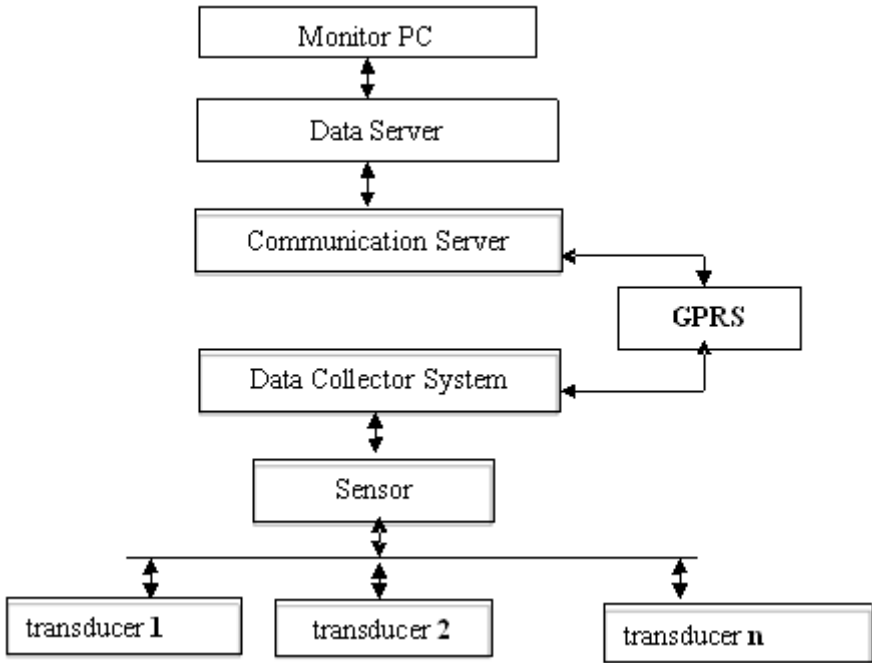 Monitor PC
Data Server
Communication Server
GPRS
Data Collector System
Sensor
transducer 1
transducer 2
transducer n